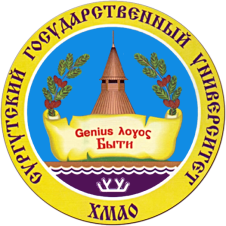 СУРГУТСКИЙ ГОСУДАРСТВЕННЫЙ УНИВЕРСИТЕТ
Genius λογος
Быти
ХМАО